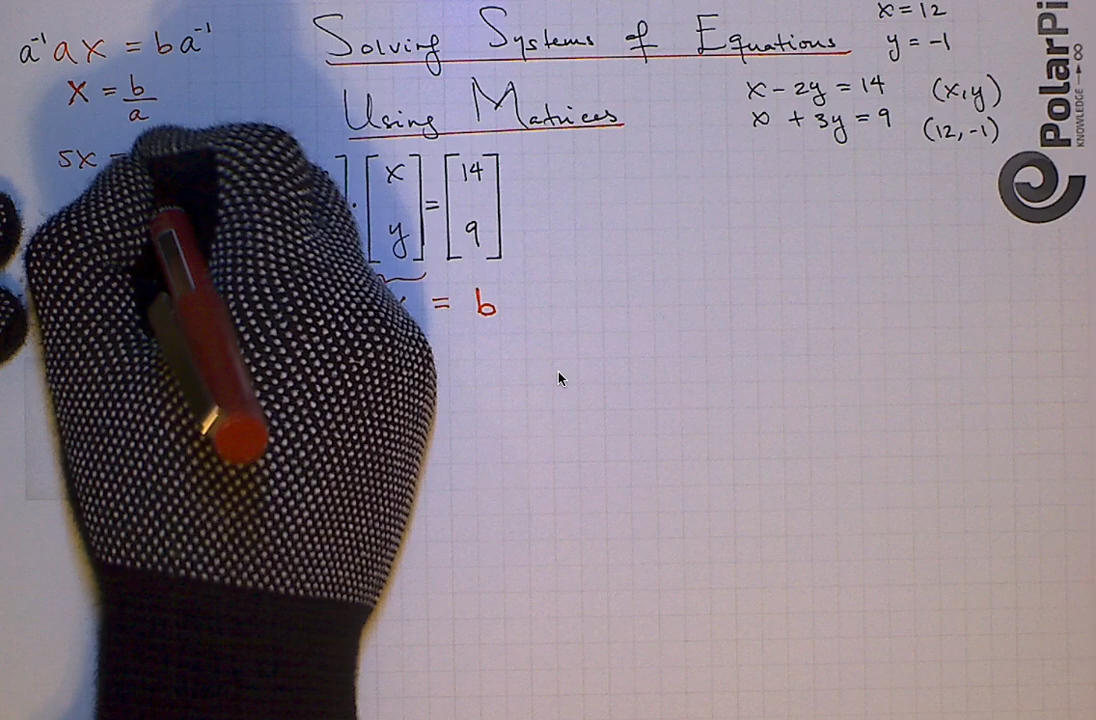 a⁻¹ax = ba⁻¹
x = b/a
5x =
Solving Systems of Equations
Using Matrices
x = 12
y = -1
x - 2y = 14 (x,y)
x + 3y = 9 (12,-1)
] · [x y] = [14 9]
= b
PolarPi
KNOWLEDGE → ∞